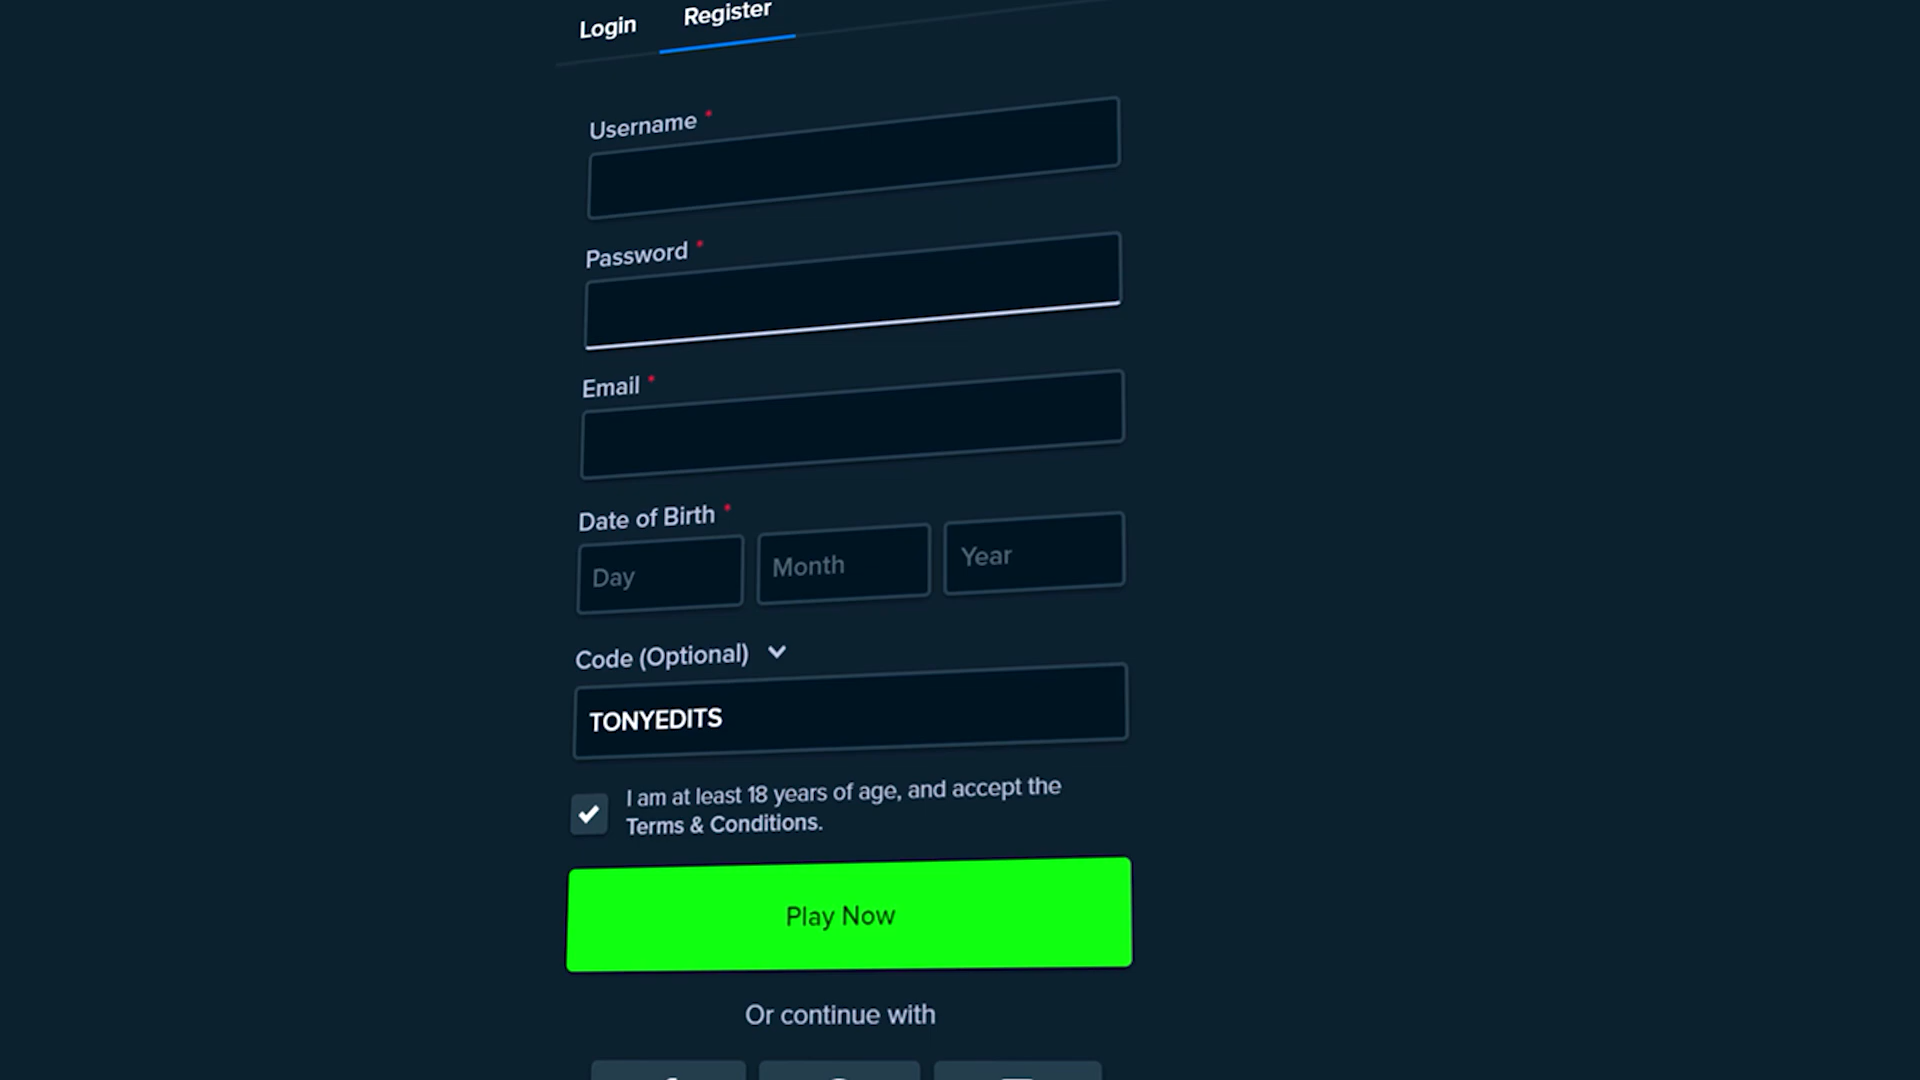 Login
Register
Username *
Password *
Email *
Date of Birth *
Day
Month
Year
Code (Optional)
TONYEDITS
I am at least 18 years of age, and accept the
Terms & Conditions.
Play Now
Or continue with